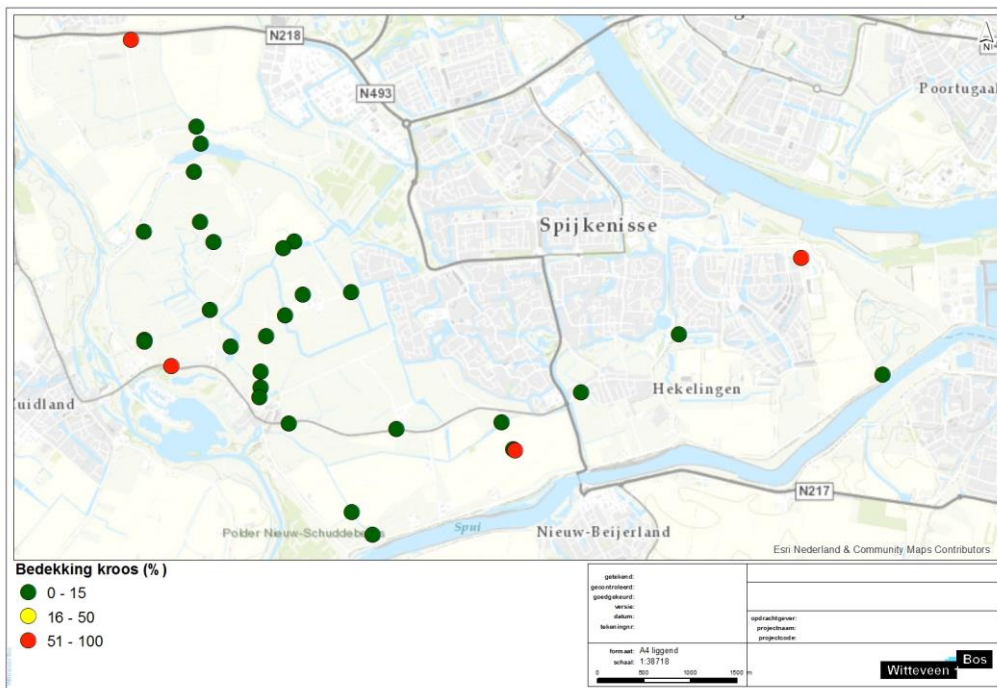 N218
N493
Poortugaal
N
Spijkenisse
Hekelingen
Zuidland
N217
Spui
Polder Nieuw-Schuddebeurs
Nieuw-Beijerland
Esri Nederland & Community Maps Contributors
Bedekking kroos (%)
0 - 15
16 - 50
51 - 100
getekend:
gecontroleerd:
goedgekeurd:
versie:
datum:
tekeningnr:
opdrachtgever:
projectnaam:
projectcode:
formaat: A4 liggend
schaal: 1:38718
0 500 1000 1500 m
Witteveen + Bos